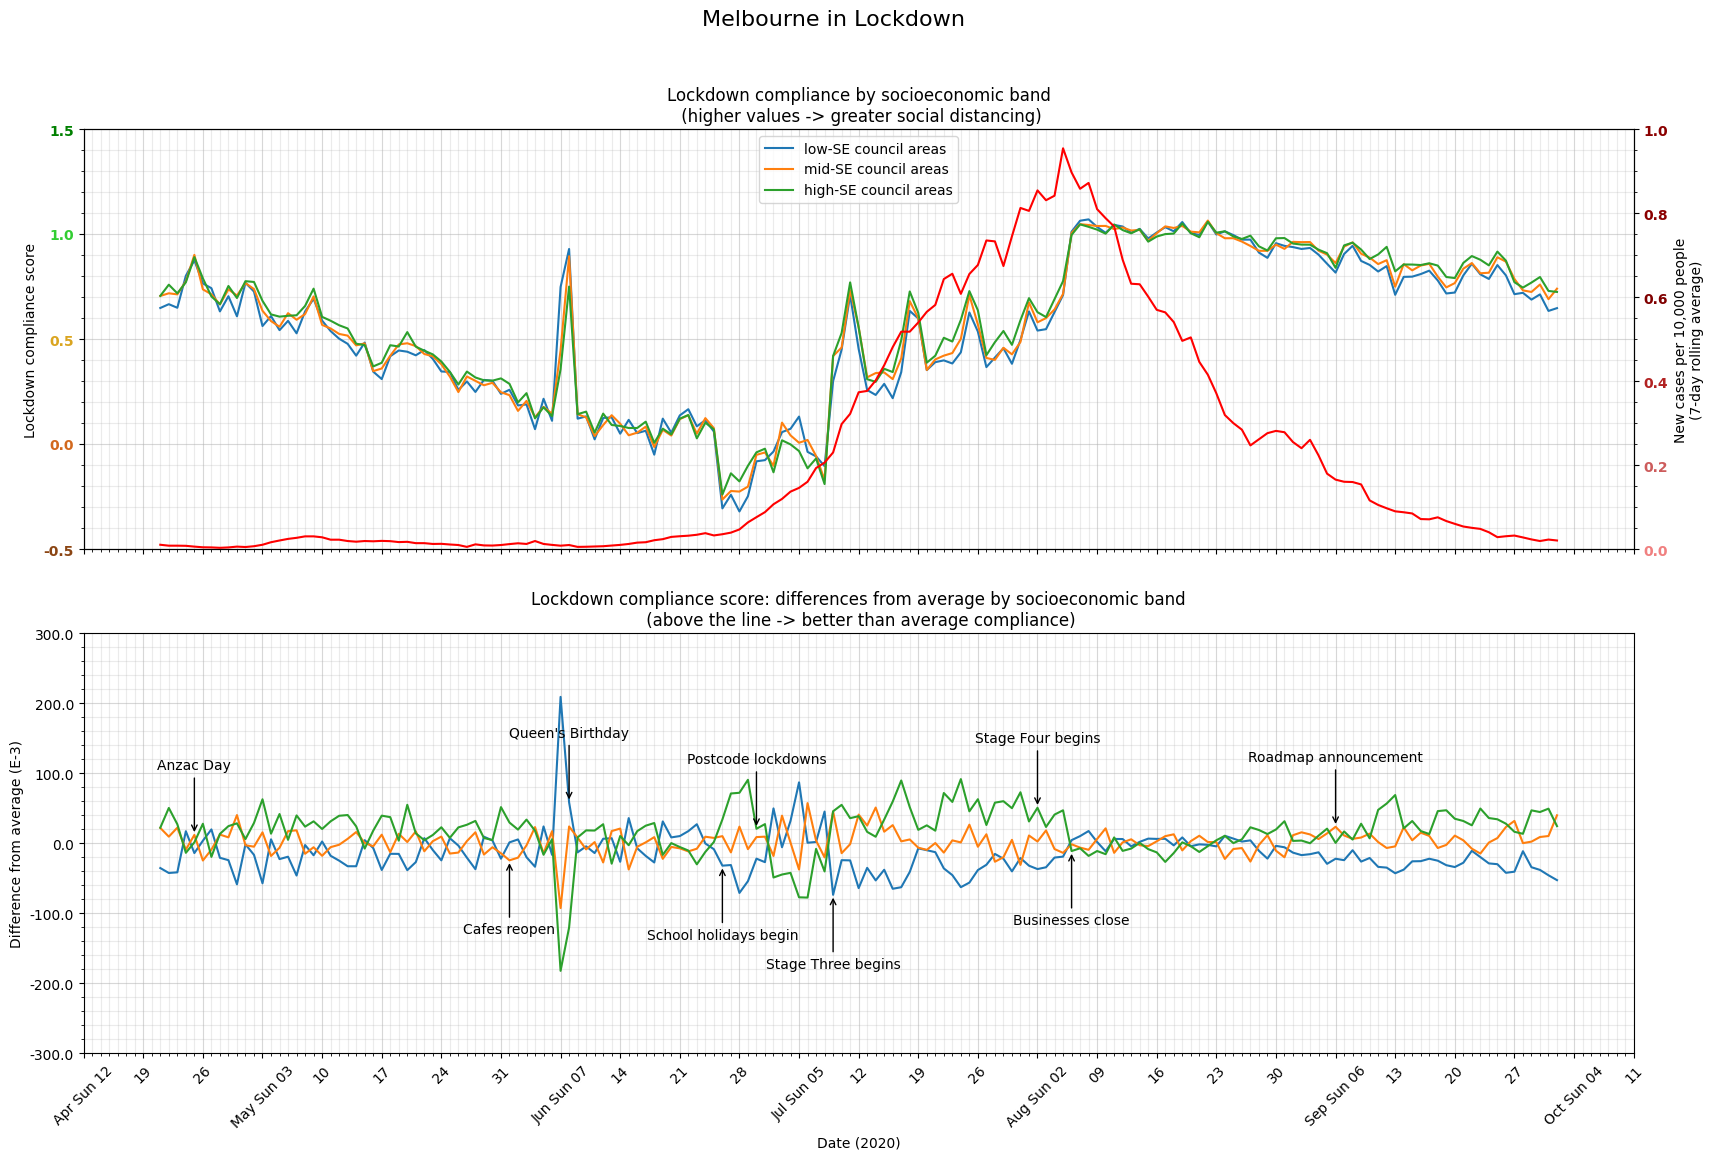 Melbourne in Lockdown
Lockdown compliance by socioeconomic band
(higher values -> greater social distancing)
1.5
1.0
0.5
0.0
-0.5
Lockdown compliance score
low-SE council areas
mid-SE council areas
high-SE council areas
1.0
0.8
0.6
0.4
0.2
0.0
New cases per 10,000 people
(7-day rolling average)
Lockdown compliance score: differences from average by socioeconomic band
(above the line -> better than average compliance)
300.0
200.0
100.0
0.0
-100.0
-200.0
-300.0
Difference from average (E-3)
Anzac Day
Cafes reopen
Queen's Birthday
School holidays begin
Postcode lockdowns
Stage Three begins
Stage Four begins
Businesses close
Roadmap announcement
Apr Sun 12
19
26
May Sun 03
10
17
24
31
Jun Sun 07
14
21
28
Jul Sun 05
12
19
26
Aug Sun 02
09
16
23
30
Sep Sun 06
13
20
27
Oct Sun 04
11
Date (2020)